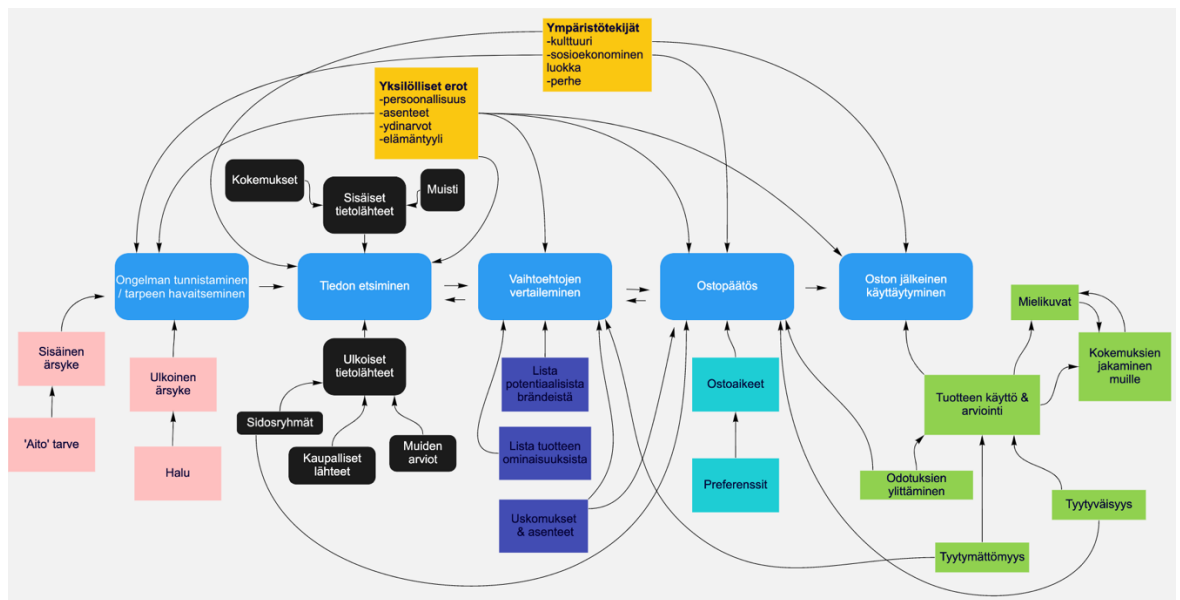 Ympäristötekijät
-kulttuuri
-sosioekonominen
luokka
-perhe
Yksilölliset erot
-persoonallisuus
-asenteet
-ydinarvot
-elämäntyyli
Kokemukset
Sisäiset
tietolähteet
Muisti
Ongelman tunnistaminen
/ tarpeen havaitseminen
Tiedon etsiminen
Vaihtoehtojen
vertaileminen
Ostopäätös
Oston jälkeinen
käyttäytyminen
Sisäinen
ärsyke
'Aito' tarve
Ulkoinen
ärsyke
Halu
Ulkoiset
tietolähteet
Sidosryhmät
Kaupalliset
lähteet
Muiden
arviot
Lista
potentiaalisista
brändeistä
Lista tuotteen
ominaisuuksista
Uskomukset
& asenteet
Ostoaikeet
Preferenssit
Mielikuvat
Kokemuksien
jakaminen
muille
Tuotteen käyttö &
arviointi
Odotuksien
ylittäminen
Tyytyväisyys
Tyytymättömyys